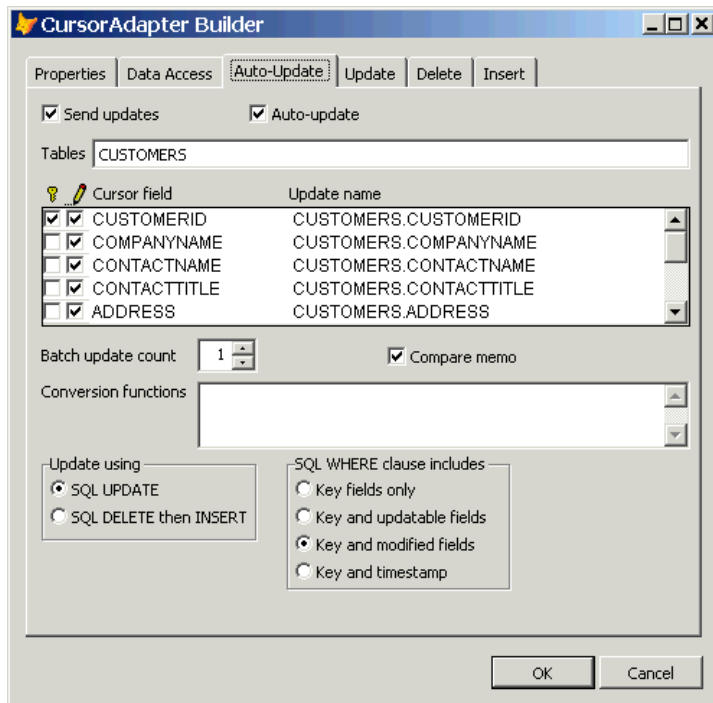 CursorAdapter Builder
Properties Data Access Auto-Update Update Delete Insert
Send updates Auto-update
Tables CUSTOMERS
Cursor field Update name
CUSTOMERID CUSTOMERS.CUSTOMERID
COMPANYNAME CUSTOMERS.COMPANYNAME
CONTACTNAME CUSTOMERS.CONTACTNAME
CONTACTTITLE CUSTOMERS.CONTACTTITLE
ADDRESS CUSTOMERS.ADDRESS
Batch update count 1 Compare memo
Conversion functions
Update using
SQL UPDATE
SQL DELETE then INSERT
SQL WHERE clause includes
Key fields only
Key and updatable fields
Key and modified fields
Key and timestamp
OK Cancel